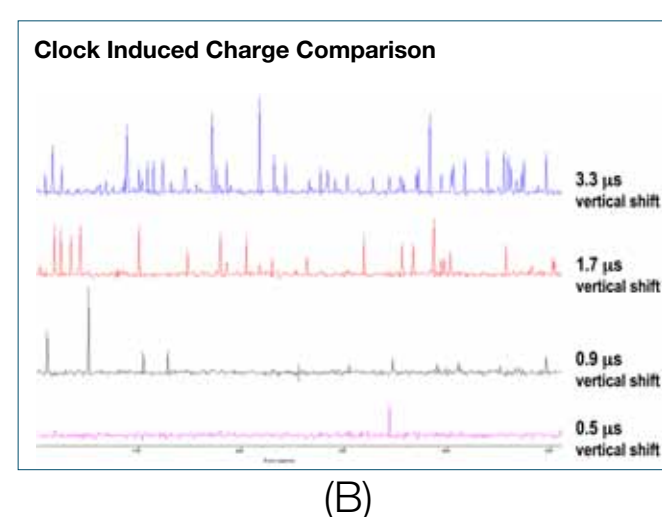 Clock Induced Charge Comparison
3.3 µs
vertical shift
1.7 µs
vertical shift
0.9 µs
vertical shift
0.5 µs
vertical shift
(B)